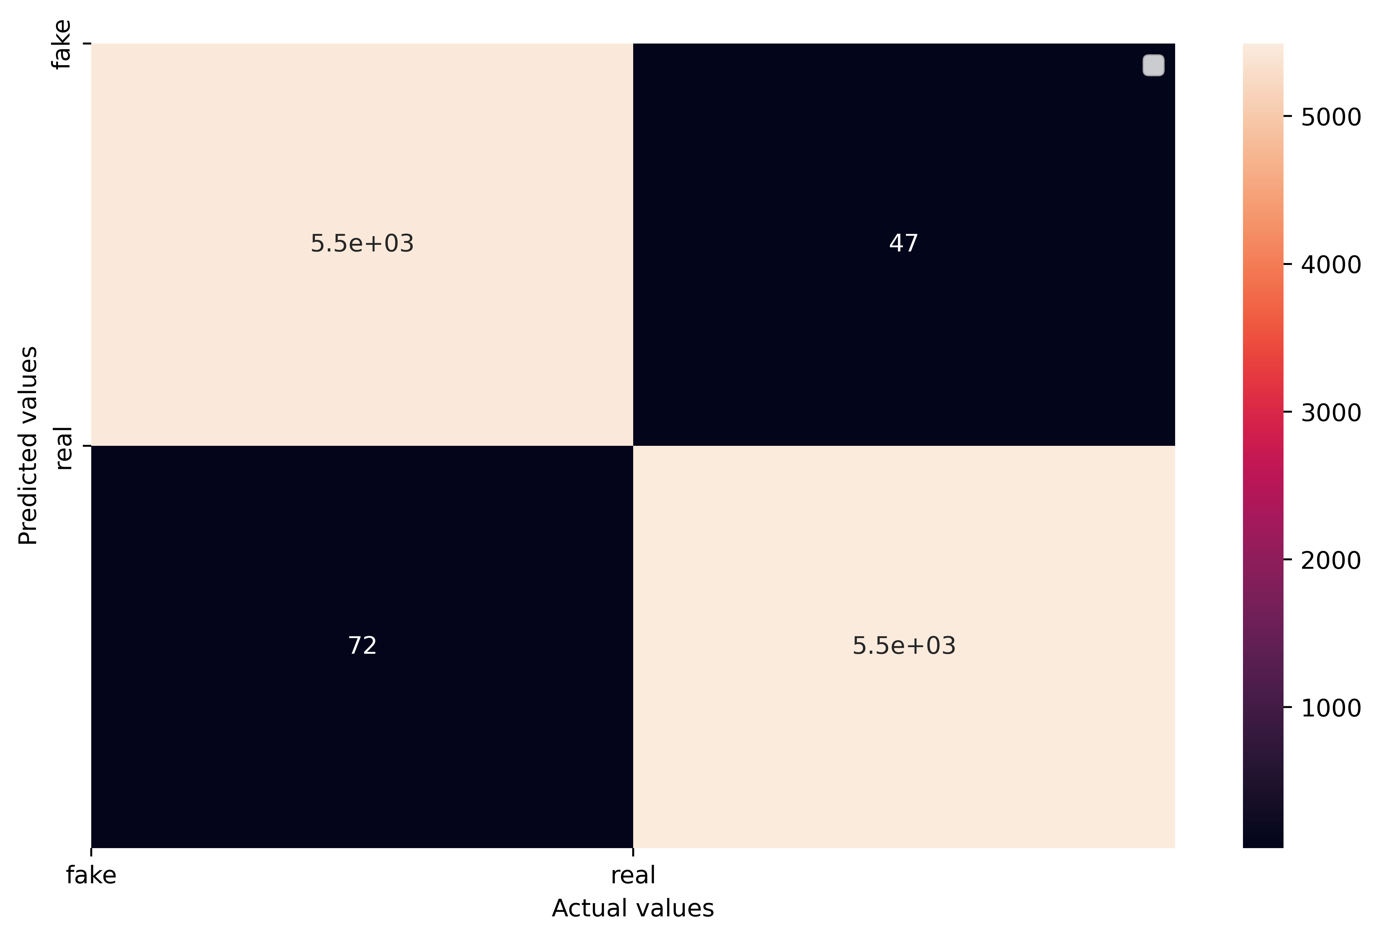 fake
5.5e+03
47
5000
4000
3000
2000
1000
Predicted values
real
72
5.5e+03
fake
real
Actual values